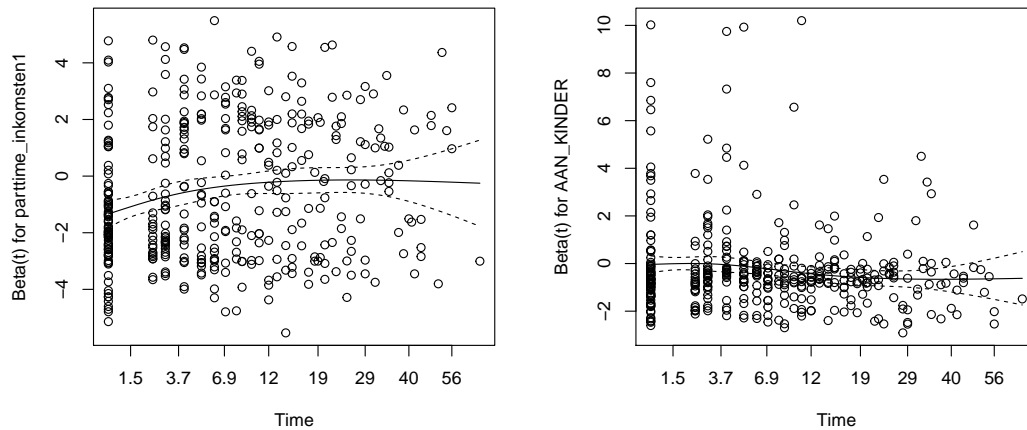 Beta(t) for parttime_inkomsten1
4
2
0
−2
−4
1.5 3.7 6.9 12 19 29 40 56
Time
Beta(t) for AAN_KINDER
10
8
6
4
2
0
−2
1.5 3.7 6.9 12 19 29 40 56
Time